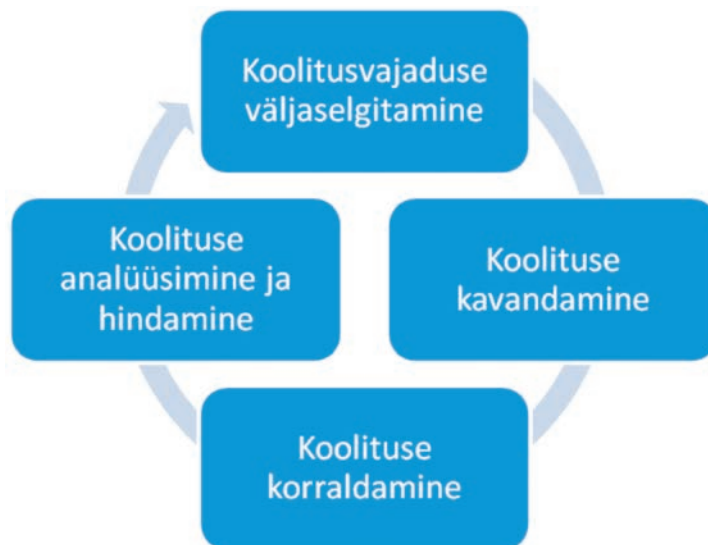 Koolitusvajaduse
väljaselgitamine
Koolituse
kavandamine
Koolituse
korraldamine
Koolituse
analüüsimine ja
hindamine